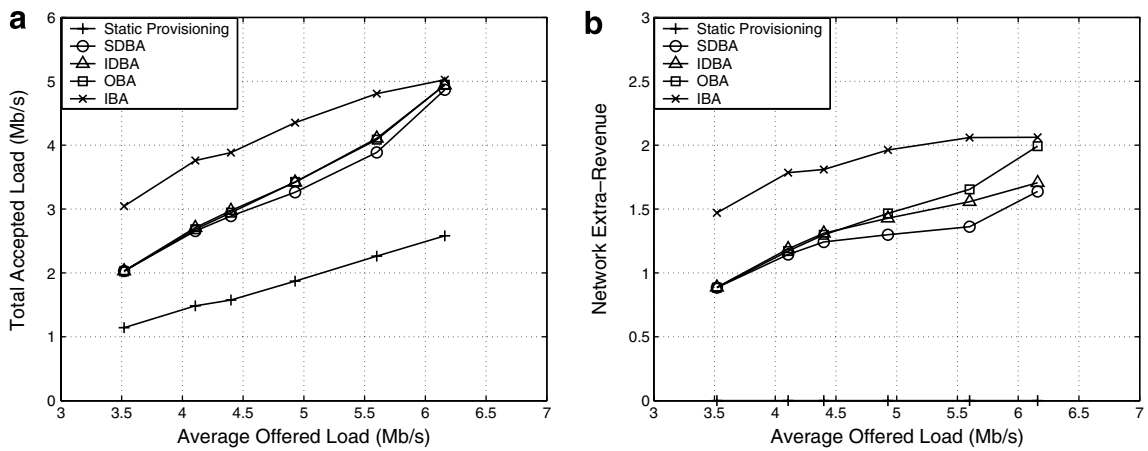 a
6
5
4
3
2
1
0
Total Accepted Load (Mb/s)
Static Provisioning
SDBA
IDBA
OBA
IBA
3 3.5 4 4.5 5 5.5 6 6.5 7
Average Offered Load (Mb/s)
b
3
2.5
2
1.5
1
0.5
0
Network Extra−Revenue
Static Provisioning
SDBA
IDBA
OBA
IBA
3 3.5 4 4.5 5 5.5 6 6.5 7
Average Offered Load (Mb/s)